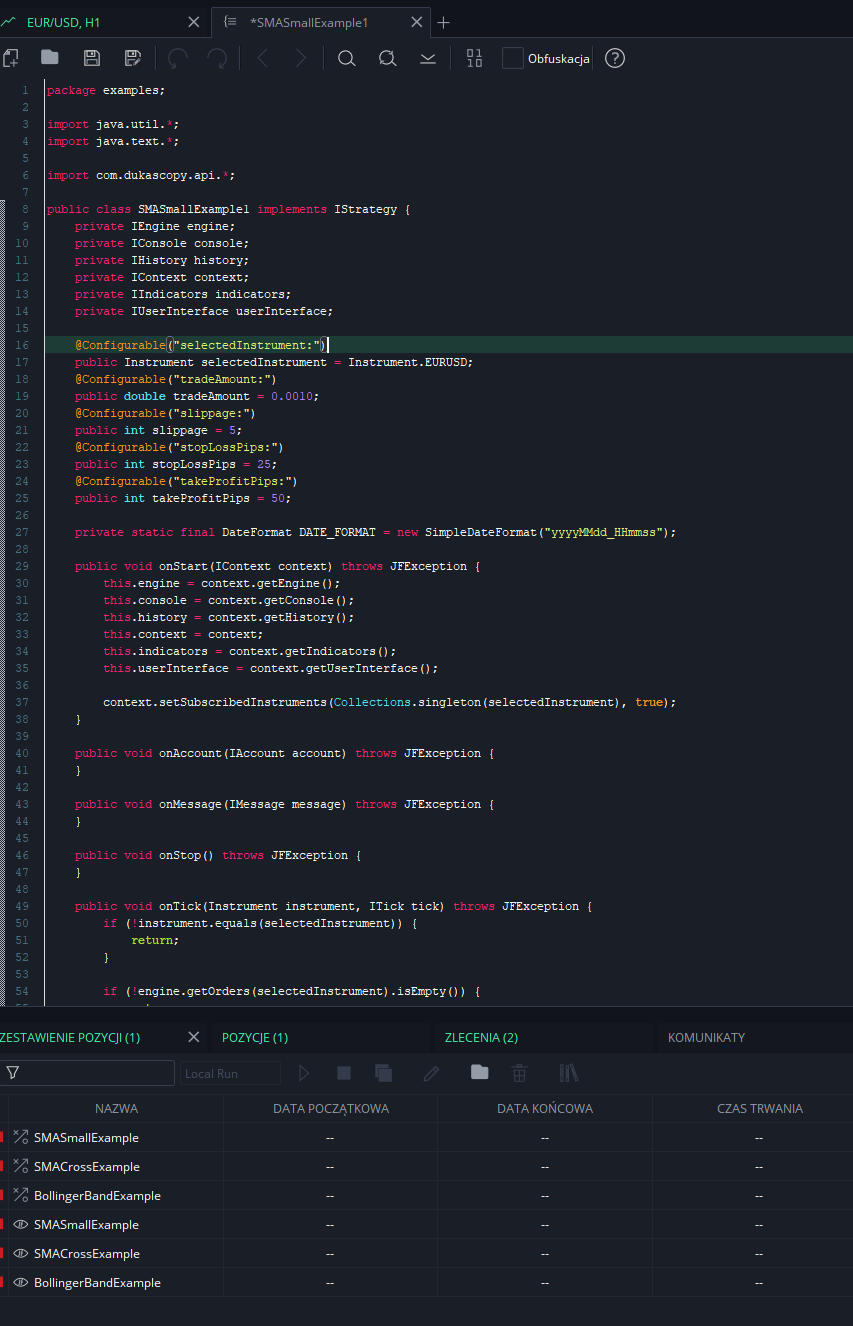 EUR/USD, H1
*SMASmallExample1
Obfuskacja
1 package examples;
2
3 import java.util.*;
4 import java.text.*;
5
6 import com.dukascopy.api.*;
7
8 public class SMASmallExample1 implements IStrategy {
9 private IEngine engine;
10 private IConsole console;
11 private IHistory history;
12 private IContext context;
13 private IIndicators indicators;
14 private IUserInterface userInterface;
15
16 @Configurable("selectedInstrument:")
17 public Instrument selectedInstrument = Instrument.EURUSD;
18 @Configurable("tradeAmount:")
19 public double tradeAmount = 0.0010;
20 @Configurable("slippage:")
21 public int slippage = 5;
22 @Configurable("stopLossPips:")
23 public int stopLossPips = 25;
24 @Configurable("takeProfitPips:")
25 public int takeProfitPips = 50;
26
27 private static final DateFormat DATE_FORMAT = new SimpleDateFormat("yyyyMMdd_HHmmss");
28
29 public void onStart(IContext context) throws JFException {
30 this.engine = context.getEngine();
31 this.console = context.getConsole();
32 this.history = context.getHistory();
33 this.context = context;
34 this.indicators = context.getIndicators();
35 this.userInterface = context.getUserInterface();
36
37 context.setSubscribedInstruments(Collections.singleton(selectedInstrument), true);
38 }
39
40 public void onAccount(IAccount account) throws JFException {
41 }
42
43 public void onMessage(IMessage message) throws JFException {
44 }
45
46 public void onStop() throws JFException {
47 }
48
49 public void onTick(Instrument instrument, ITick tick) throws JFException {
50 if (!instrument.equals(selectedInstrument)) {
51 return;
52 }
53
54 if (!engine.getOrders(selectedInstrument).isEmpty()) {
ZESTAWIENIE POZYCJI (1)
POZYCJE (1)
ZLECENIA (2)
KOMUNIKATY
Local Run
NAZWA DATA POCZĄTKOWA DATA KOŃCOWA CZAS TRWANIA
SMASmallExample -- -- --
SMACrossExample -- -- --
BollingerBandExample -- -- --
SMASmallExample -- -- --
SMACrossExample -- -- --
BollingerBandExample -- -- --